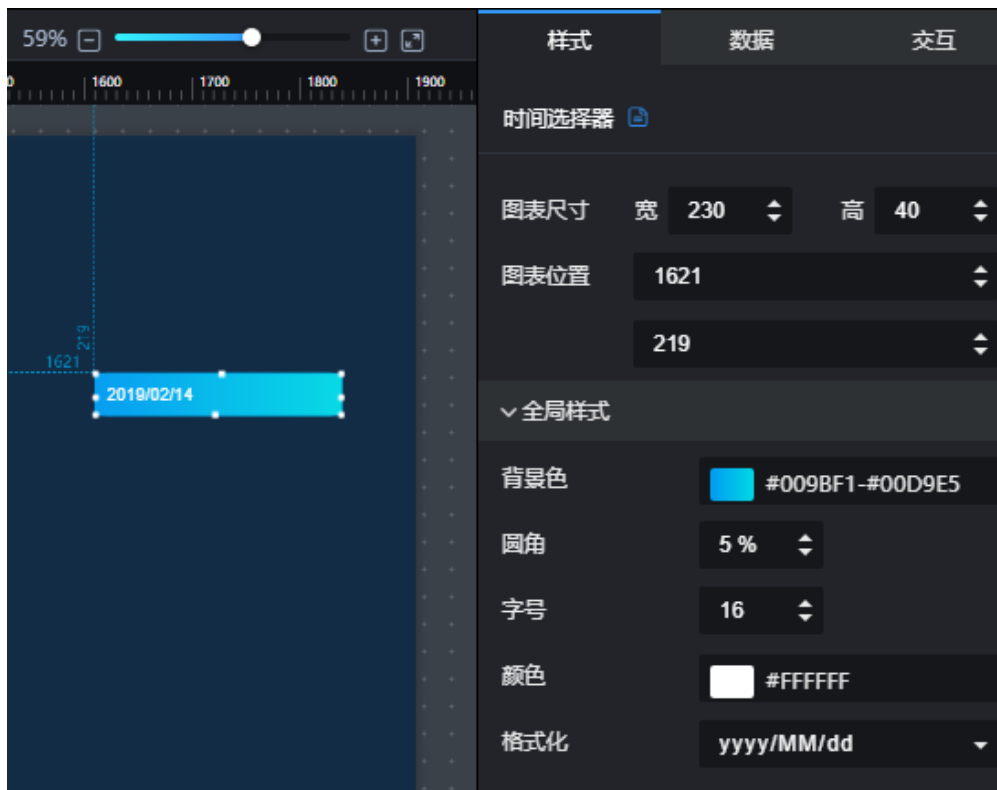 59%
1600 1700 1800 1900
219
1621
2019/02/14
样式 数据 交互
时间选择器
图表尺寸 宽 230 高 40
图表位置 1621
219
全局样式
背景色 #009BF1-#00D9E5
圆角 5 %
字号 16
颜色 #FFFFFF
格式化 yyyy/MM/dd